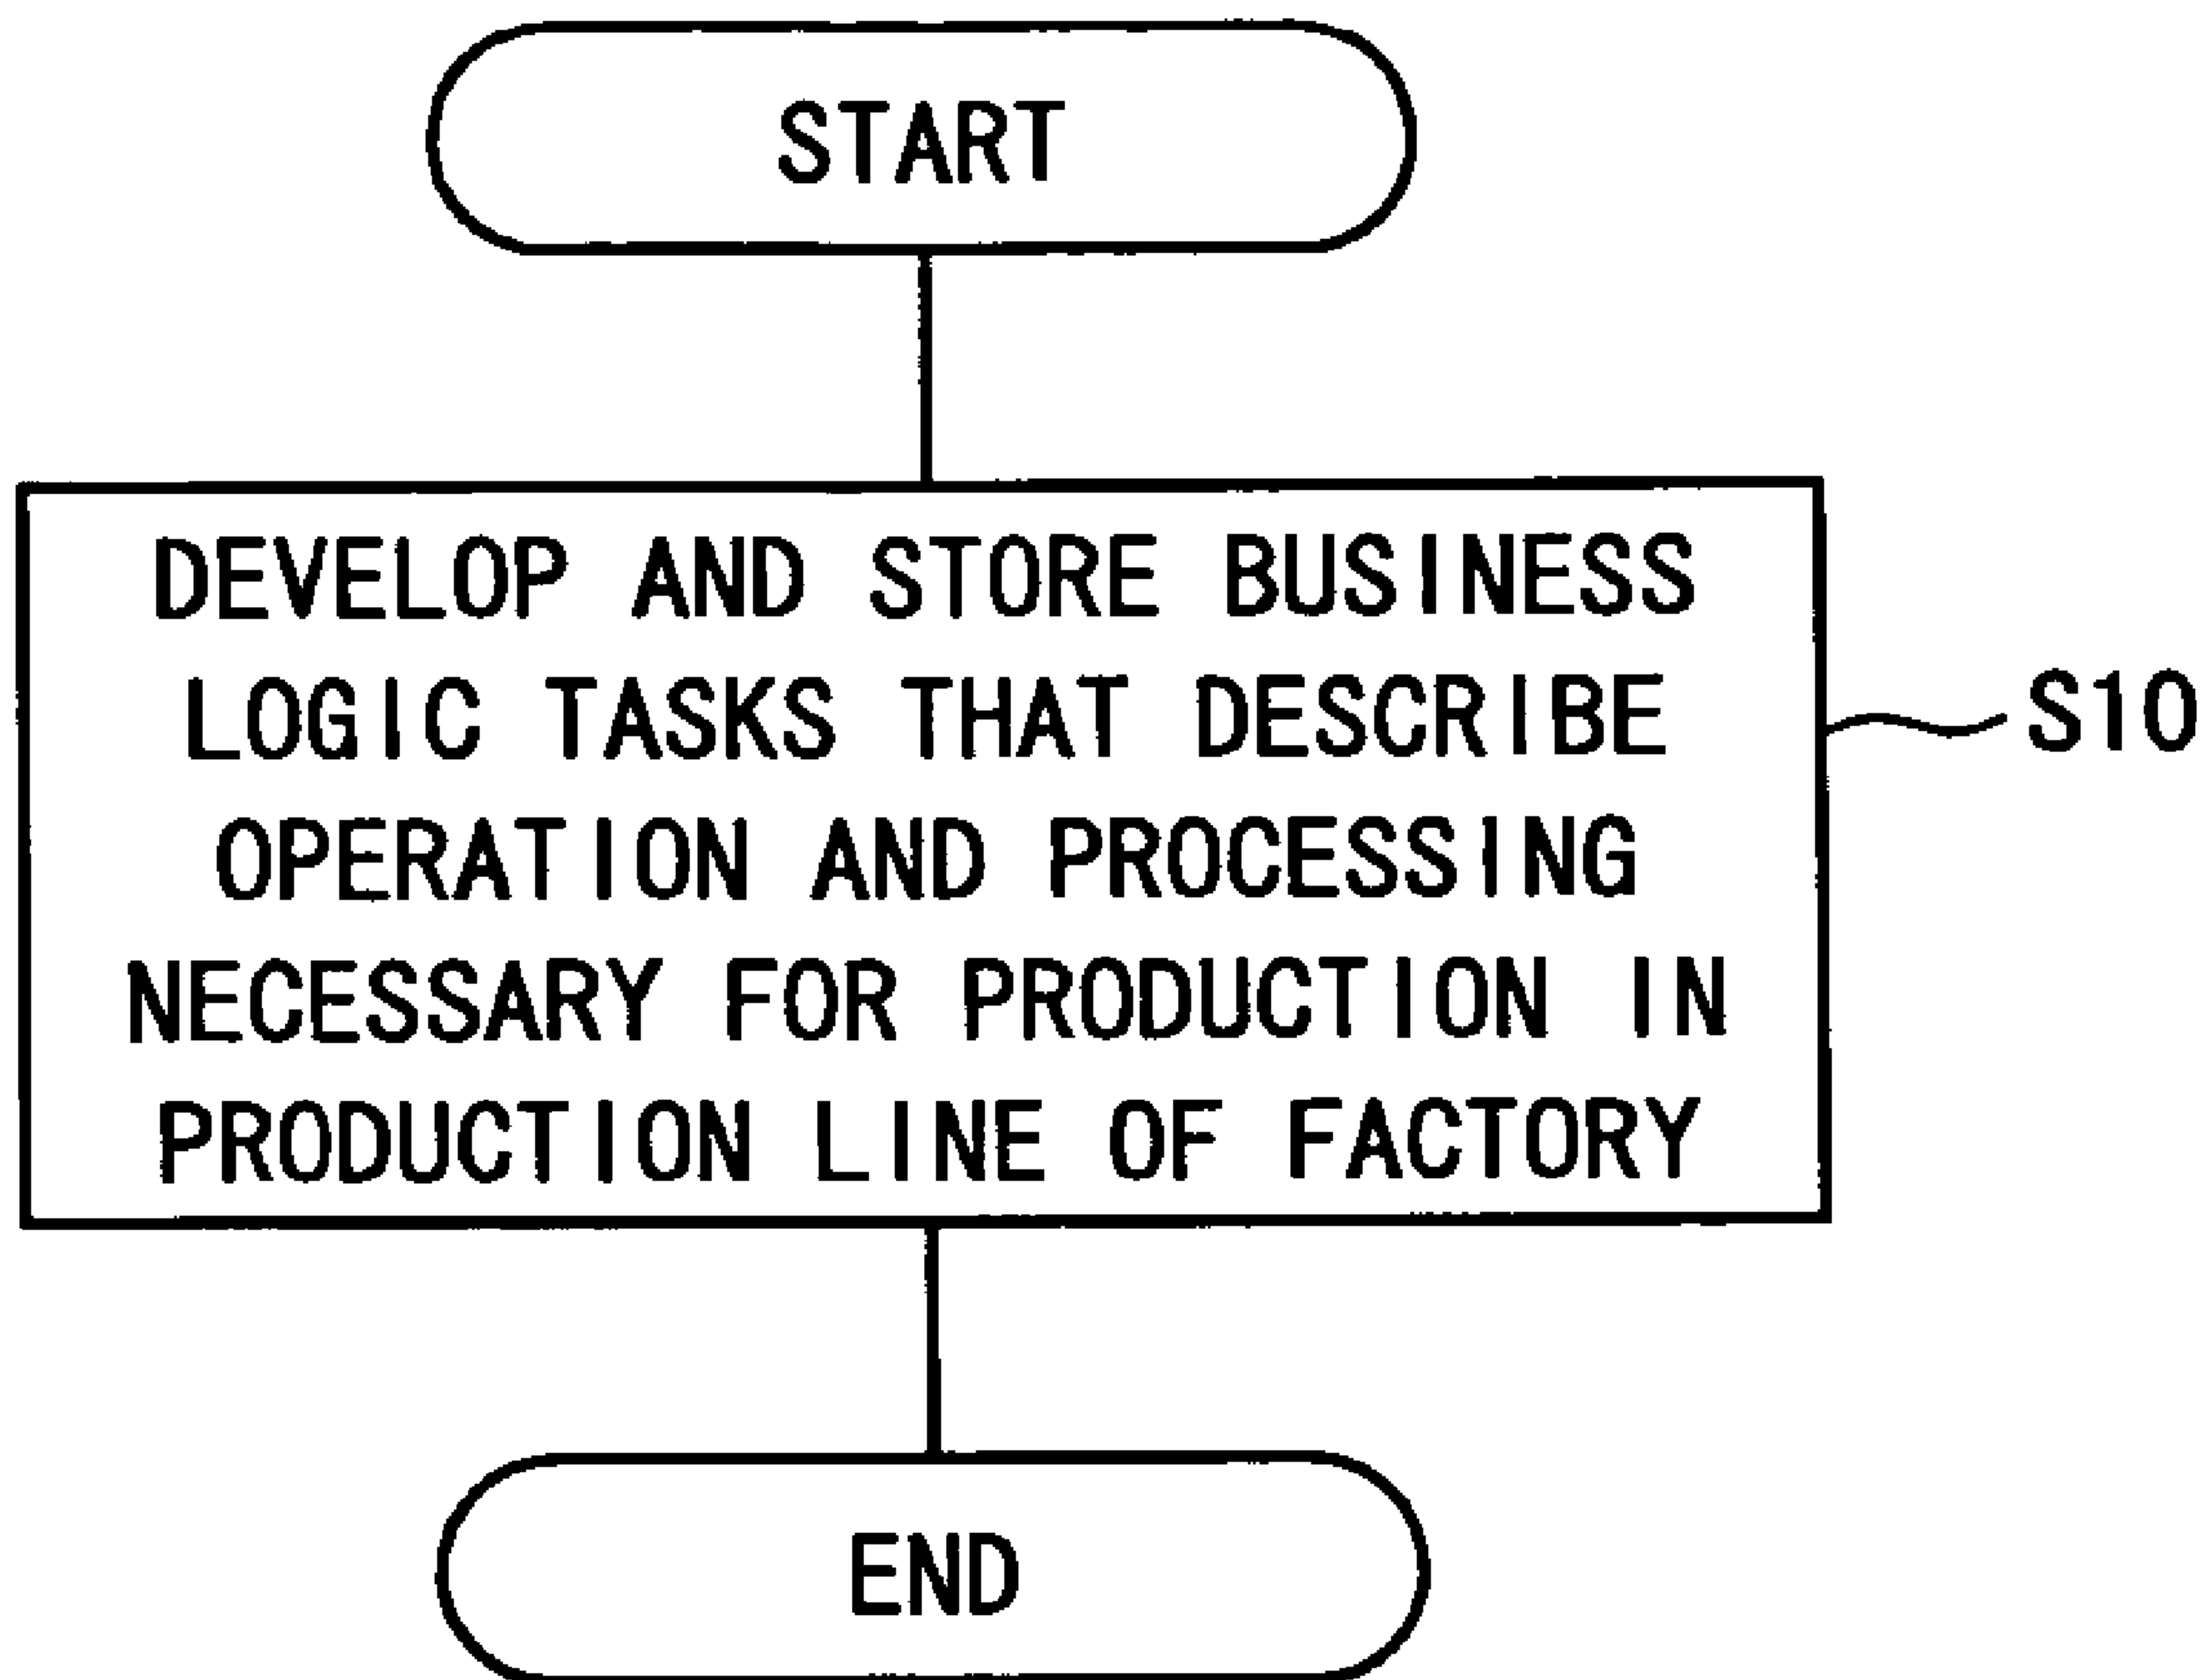 START
DEVELOP AND STORE BUSINESS
LOGIC TASKS THAT DESCRIBE
S10
OPERATION AND PROCESSING
NECESSARY FOR PRODUCTION IN
PRODUCTION LINE OF FACTORY
END